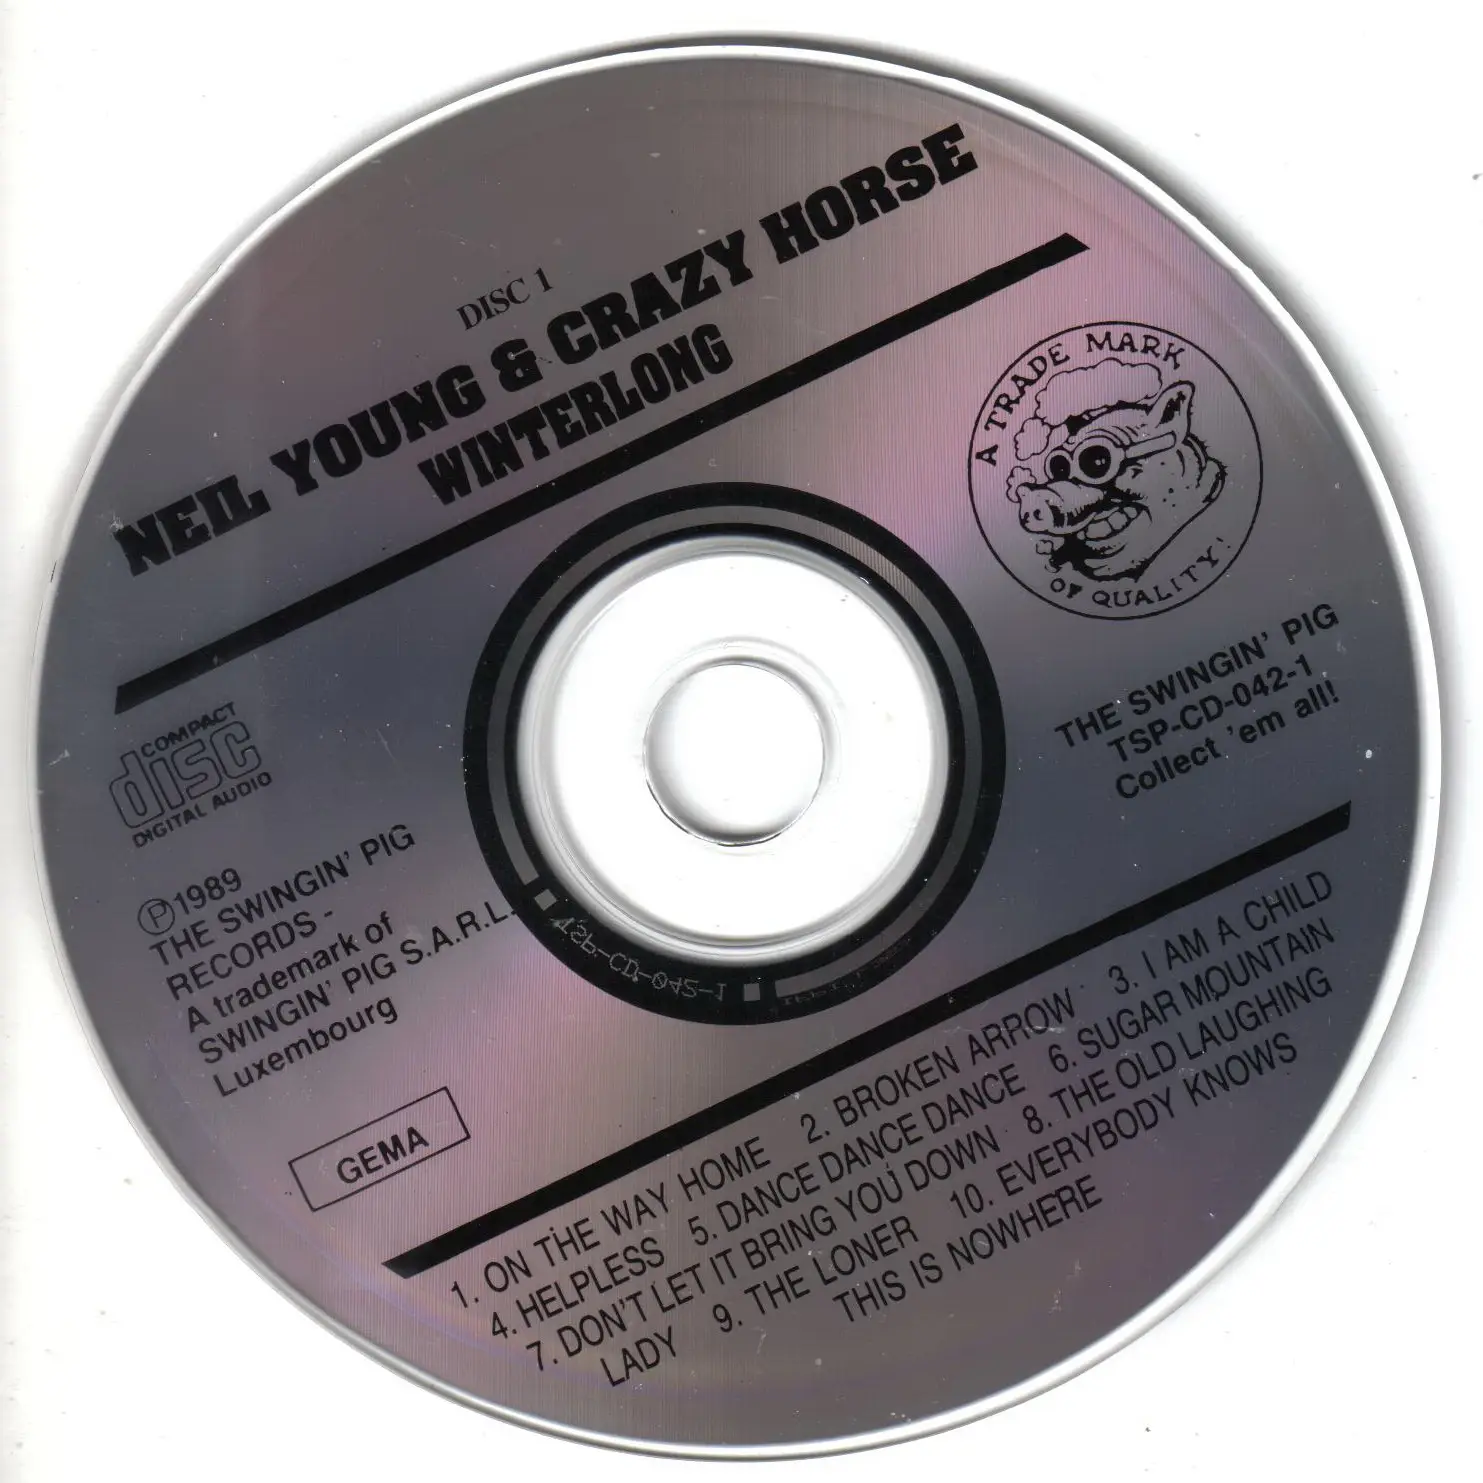 DISC 1
NEIL YOUNG & CRAZY HORSE
WINTERLONG
A TRADE MARK
OF QUALITY!
THE SWINGIN' PIG
TSP-CD-042-1
Collect 'em all!
COMPACT
disc
DIGITAL AUDIO
℗1989
THE SWINGIN' PIG
RECORDS -
A trademark of
SWINGIN' PIG S.A.R.L.
Luxembourg
GEMA
TSP-CD-042-1
1. ON THE WAY HOME 2. BROKEN ARROW 3. I AM A CHILD
4. HELPLESS 5. DANCE DANCE DANCE 6. SUGAR MOUNTAIN
7. DON'T LET IT BRING YOU DOWN 8. THE OLD LAUGHING
LADY 9. THE LONER 10. EVERYBODY KNOWS
THIS IS NOWHERE